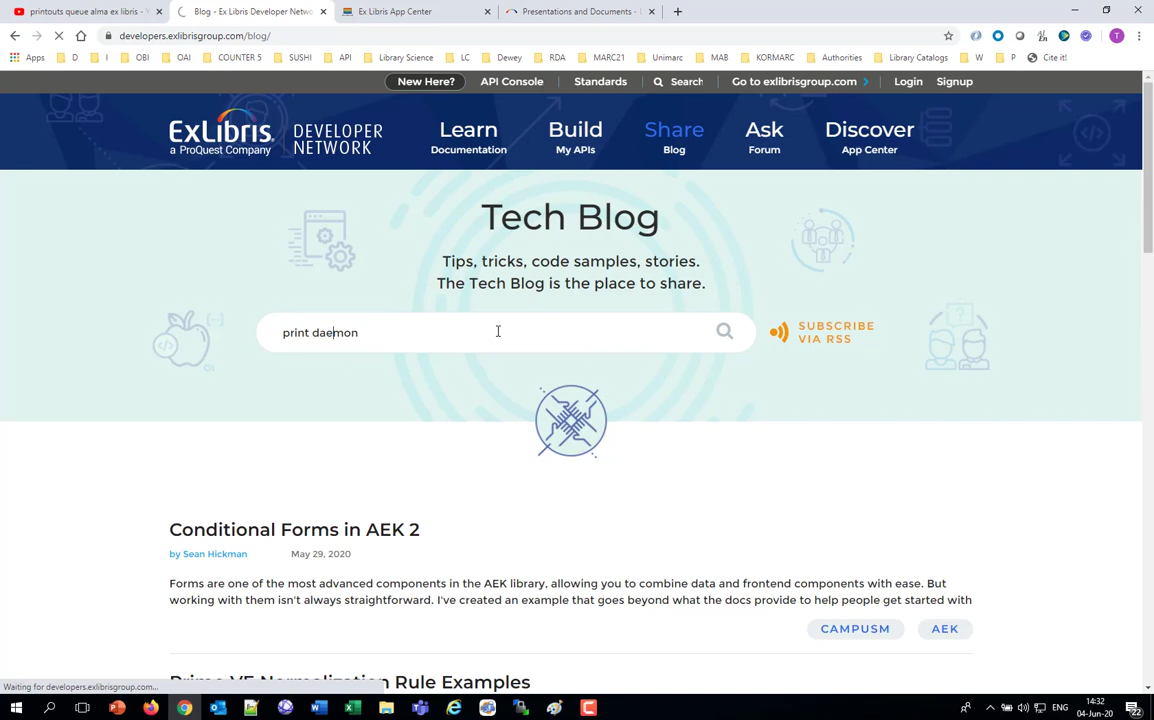 printouts queue alma ex libris -
Blog - Ex Libris Developer Netwo
Ex Libris App Center
Presentations and Documents -
developers.exlibrisgroup.com/blog/
Apps D I OBI OAI COUNTER 5 SUSHI API Library Science LC Dewey RDA MARC21 Unimarc MAB KORMARC Authorities Library Catalogs W P Cite it!
New Here? API Console Standards Search Go to exlibrisgroup.com Login Signup
ExLibris
a ProQuest Company
DEVELOPER
NETWORK
Learn
Documentation
Build
My APIs
Share
Blog
Ask
Forum
Discover
App Center
Tech Blog
Tips, tricks, code samples, stories.
The Tech Blog is the place to share.
print daemon
SUBSCRIBE
VIA RSS
Conditional Forms in AEK 2
by Sean Hickman May 29, 2020
Forms are one of the most advanced components in the AEK library, allowing you to combine data and frontend components with ease. But
working with them isn't always straightforward. I've created an example that goes beyond what the docs provide to help people get started with
CAMPUSM AEK
Primo VE Normalization Rule Examples
Waiting for developers.exlibrisgroup.com...
ENG
14:32
04-Jun-20
22